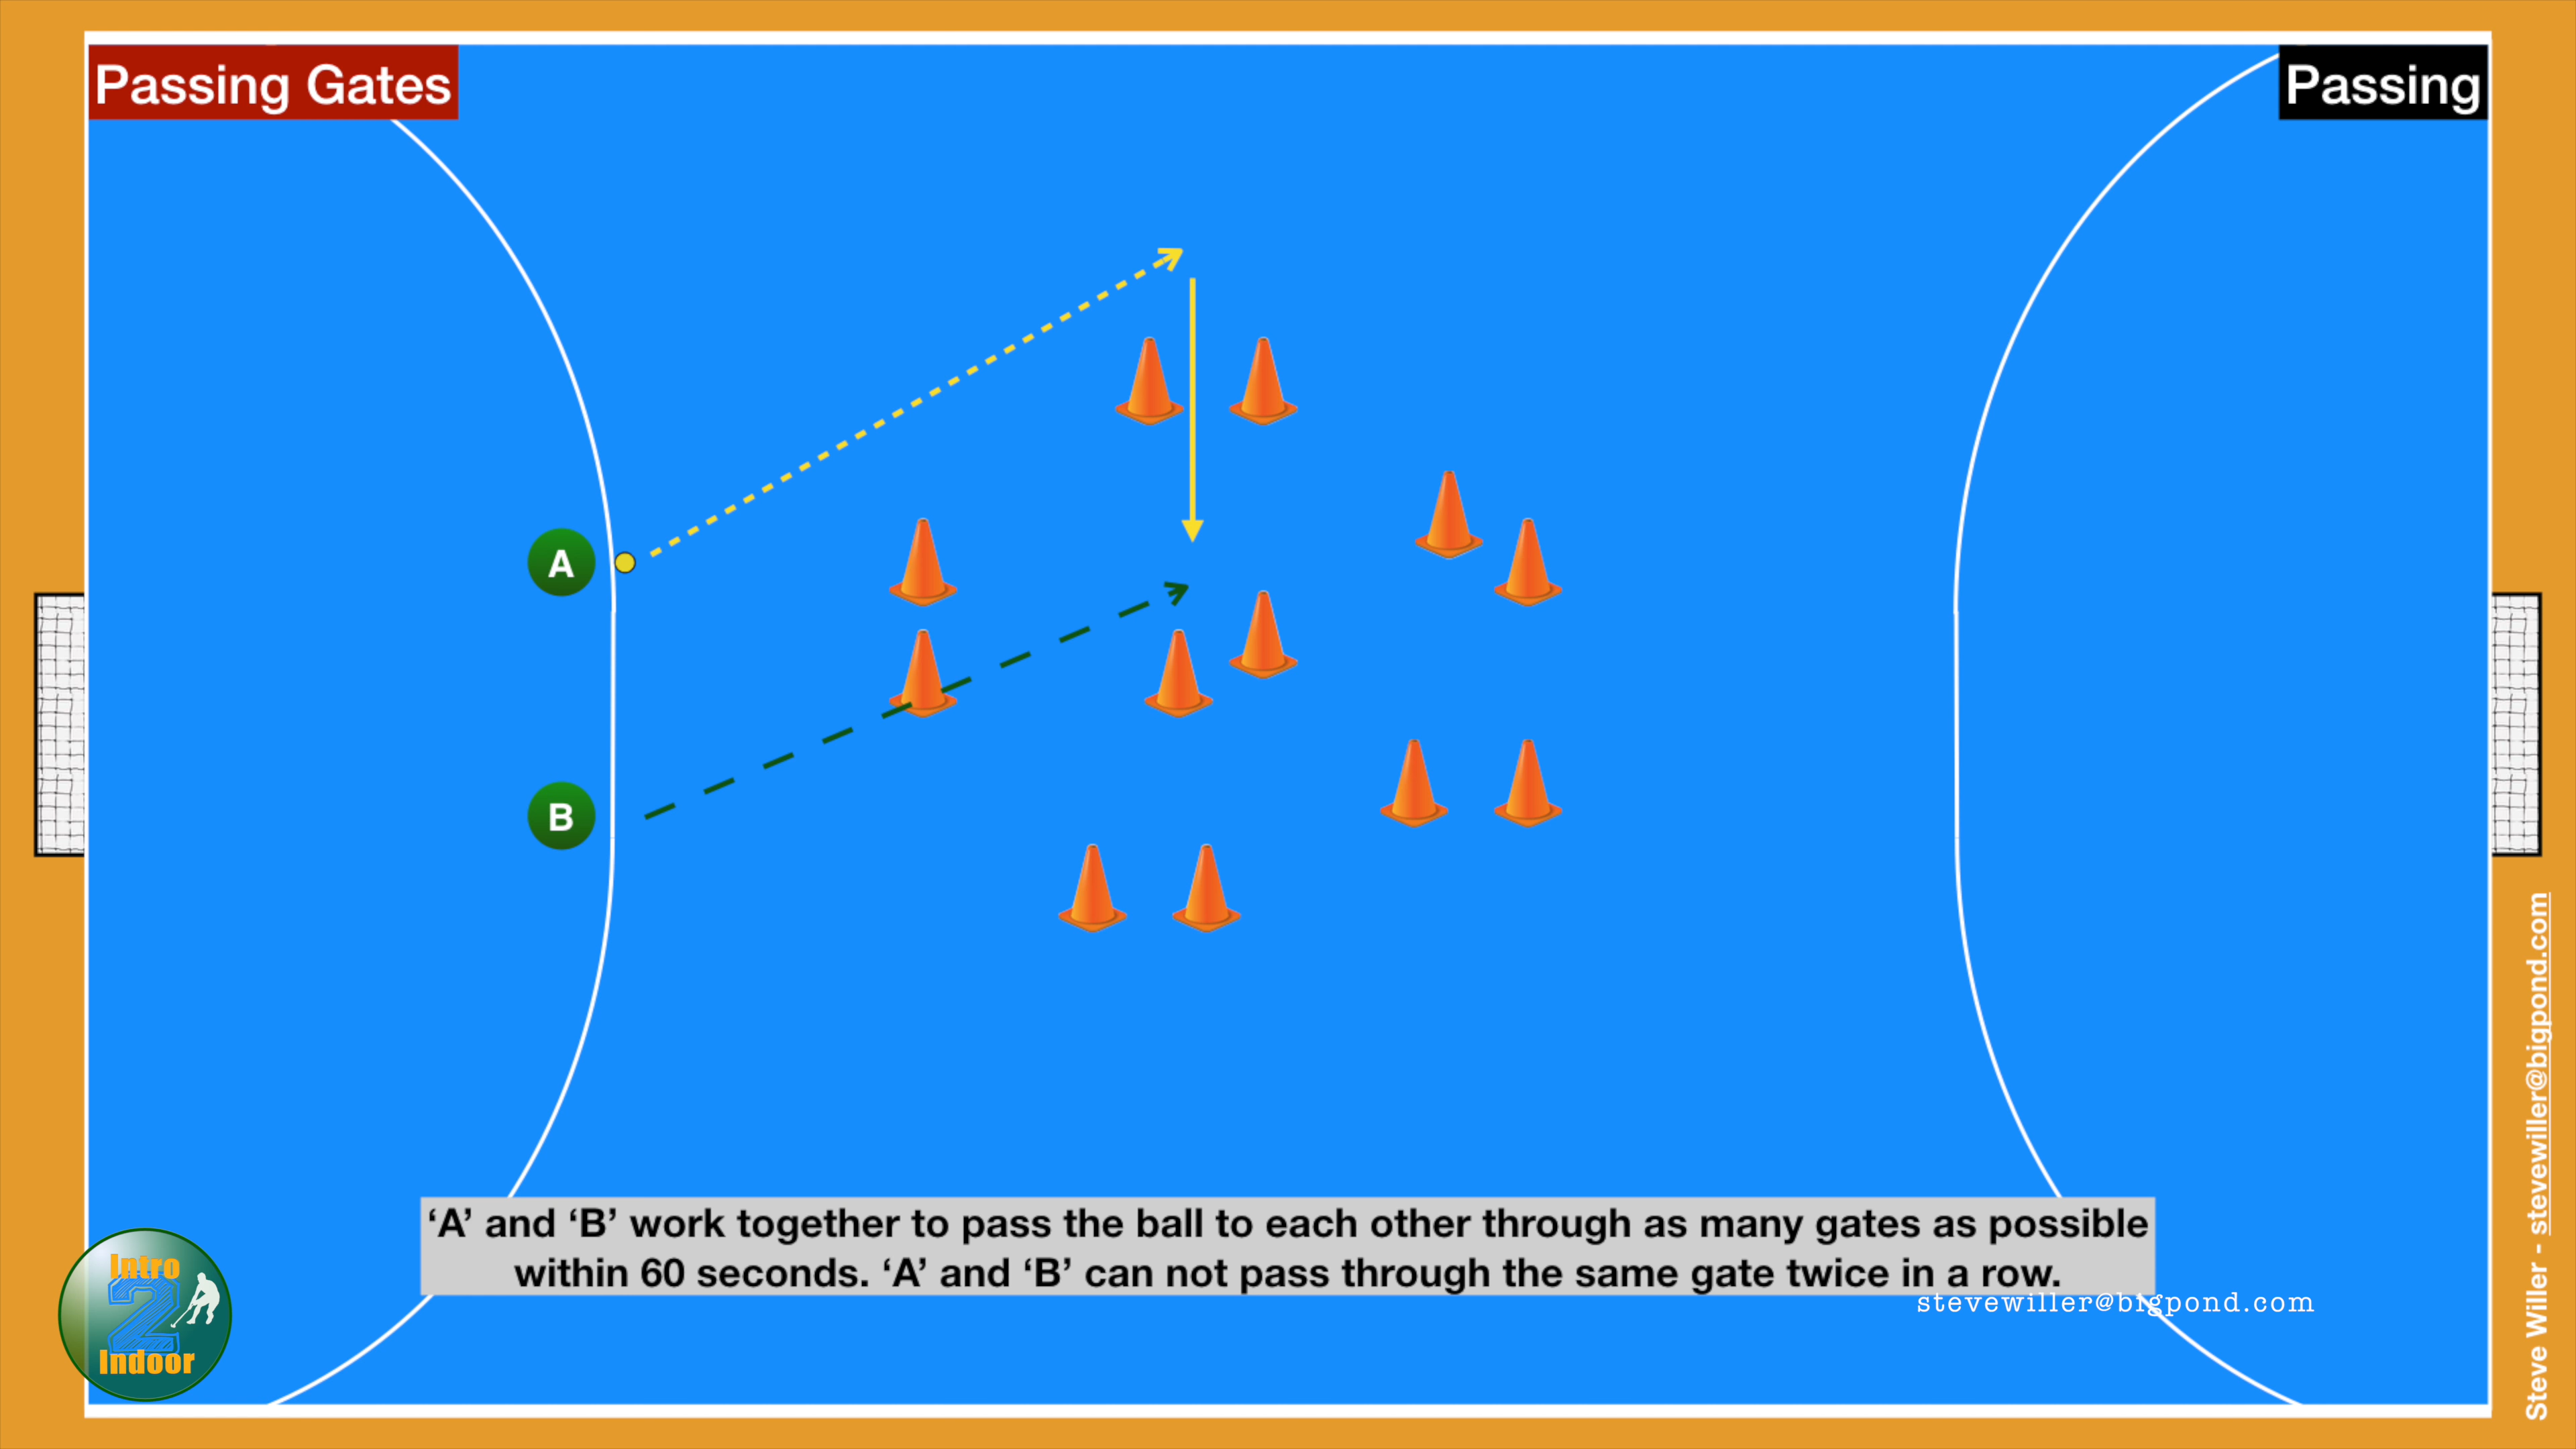 Passing Gates
Passing
A
B
‘A’ and ‘B’ work together to pass the ball to each other through as many gates as possible
within 60 seconds. ‘A’ and ‘B’ can not pass through the same gate twice in a row.
stevewiller@bigpond.com
Intro
2
Indoor
Steve Willer - stevewiller@bigpond.com